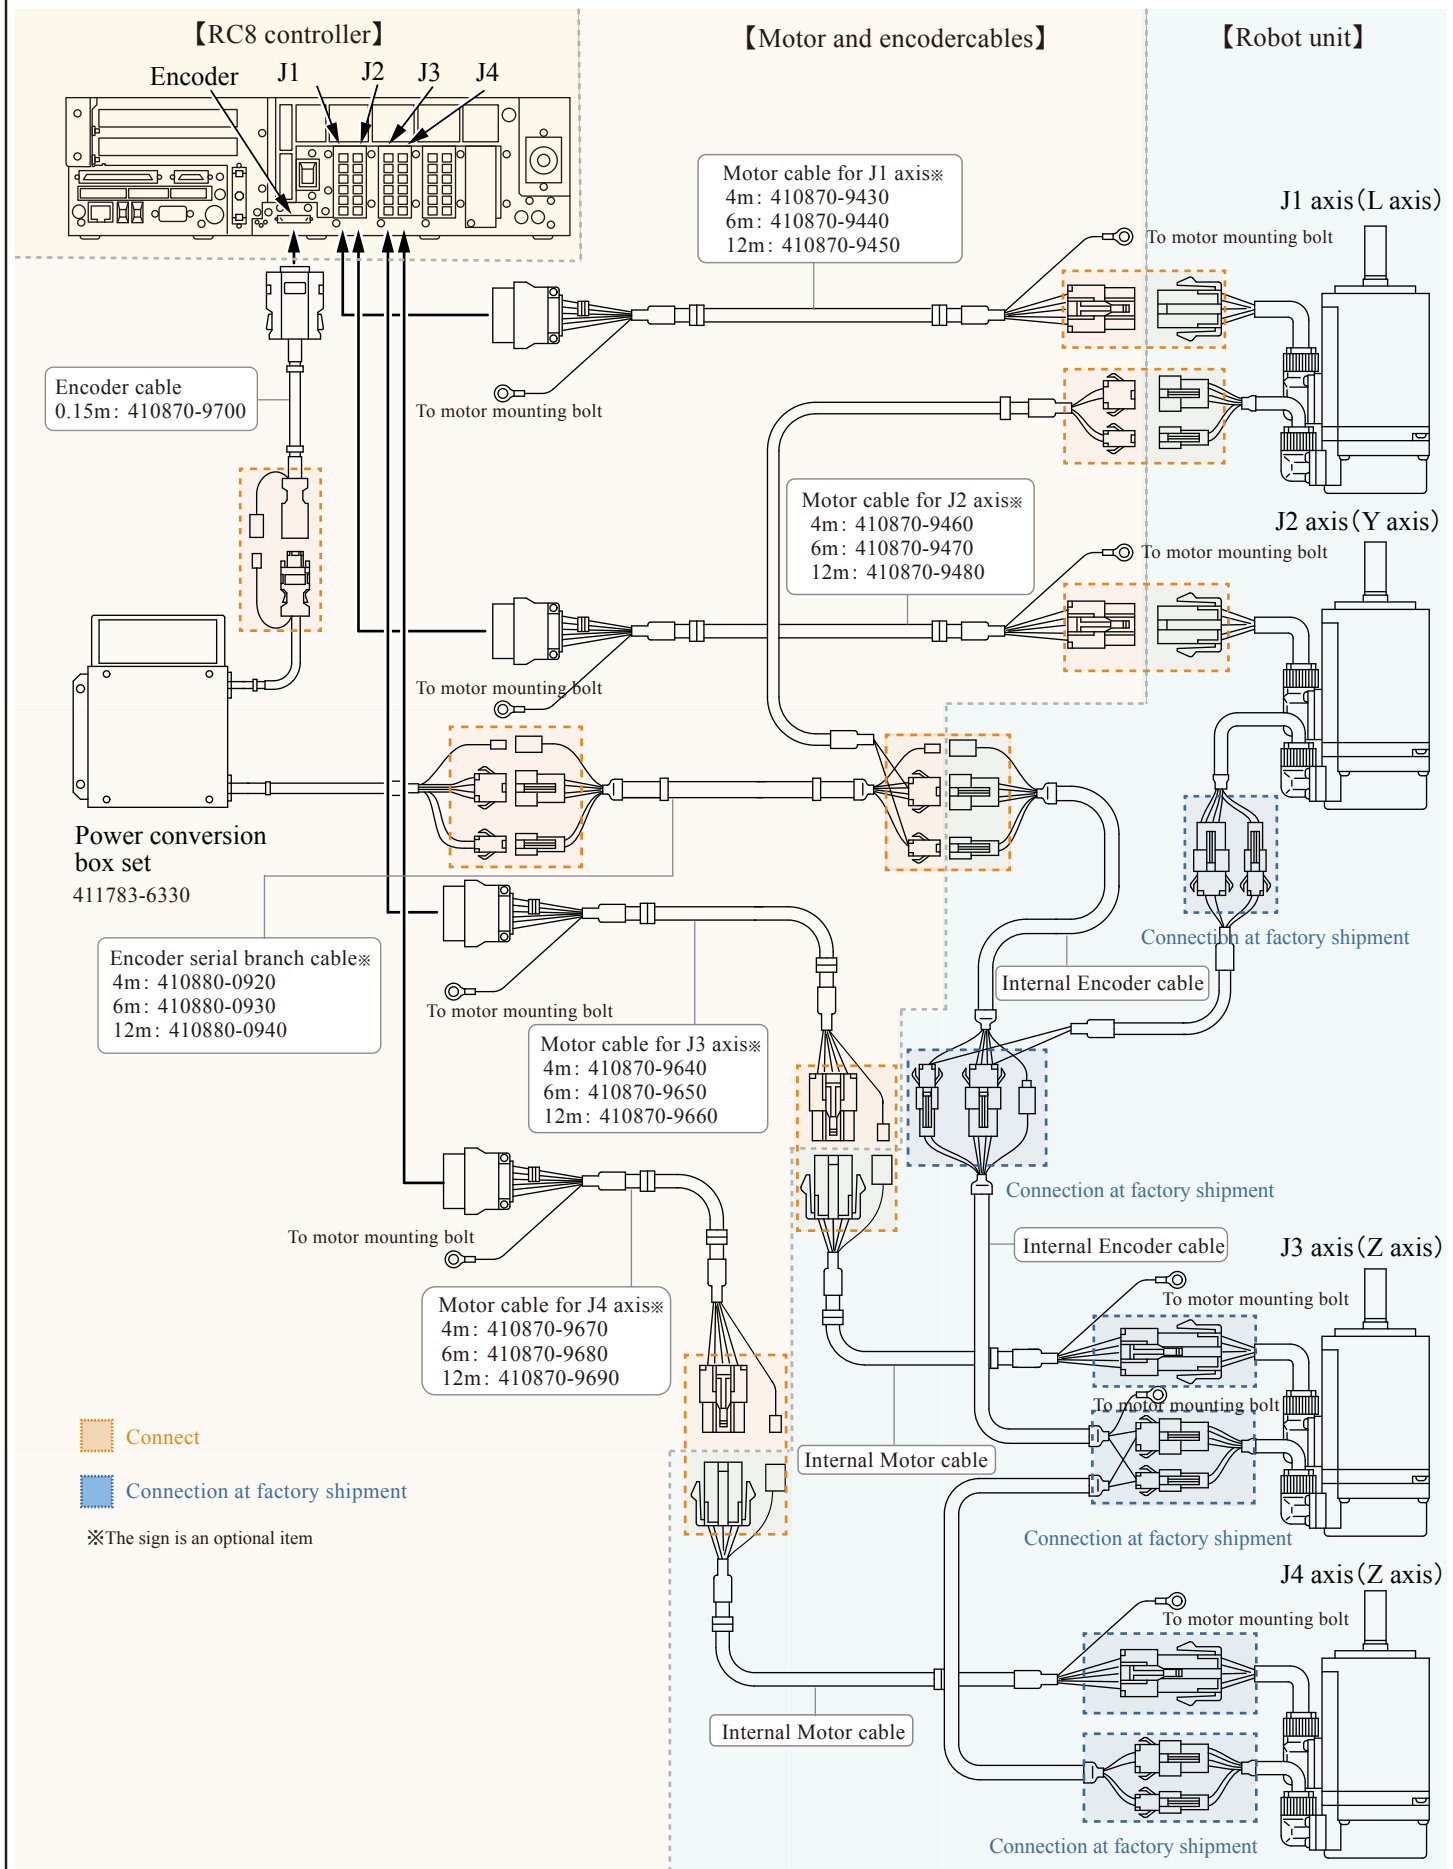 【RC8 controller】
【Motor and encodercables】
【Robot unit】
Encoder
J1
J2
J3
J4
Motor cable for J1 axis※
4m: 410870-9430
6m: 410870-9440
12m: 410870-9450
J1 axis(L axis)
To motor mounting bolt
Encoder cable
0.15m: 410870-9700
To motor mounting bolt
Motor cable for J2 axis※
4m: 410870-9460
6m: 410870-9470
12m: 410870-9480
J2 axis(Y axis)
To motor mounting bolt
To motor mounting bolt
Power conversion
box set
411783-6330
Connection at factory shipment
Encoder serial branch cable※
4m: 410880-0920
6m: 410880-0930
12m: 410880-0940
Internal Encoder cable
To motor mounting bolt
Motor cable for J3 axis※
4m: 410870-9640
6m: 410870-9650
12m: 410870-9660
Connection at factory shipment
To motor mounting bolt
Internal Encoder cable
J3 axis(Z axis)
Motor cable for J4 axis※
4m: 410870-9670
6m: 410870-9680
12m: 410870-9690
To motor mounting bolt
To motor mounting bolt
Connect
Internal Motor cable
Connection at factory shipment
※The sign is an optional item
Connection at factory shipment
J4 axis(Z axis)
To motor mounting bolt
Internal Motor cable
Connection at factory shipment